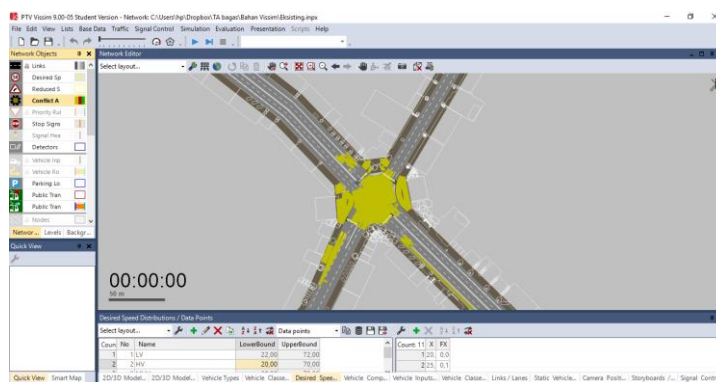 PTV Vissim 9.00-05 Student Version - Network: C:\Users\hp\Dropbox\TA bagas\Bahan Vissim\Eksisting.inpx
File Edit View Lists Base Data Traffic Signal Control Simulation Evaluation Presentation Scripts Help
Network Objects
Network Editor
Select layout...
Links
Desired Sp
Reduced S
Conflict A
Priority Rul
Stop Signs
Signal Hea
Detectors
Vehicle Inp
Vehicle Ro
Parking Lo
Public Tran
Public Tran
Nodes
Networ... Levels Backgr...
Quick View
00:00:00
50 m
Desired Speed Distributions / Data Points
Select layout...
Data points
Coun No Name LowerBound UpperBound
1 1 LV 22,00 72,00
2 2 HV 20,00 70,00
Count: 11 X FX
1 20, 0,0
2 25, 0,1
Quick View Smart Map
2D/3D Model... 2D/3D Model... Vehicle Types Vehicle Classe... Desired Spee... Vehicle Comp... Vehicle Inputs... Vehicle Classe... Links / Lanes Static Vehicle... Camera Posit... Storyboards /... Signal Contr